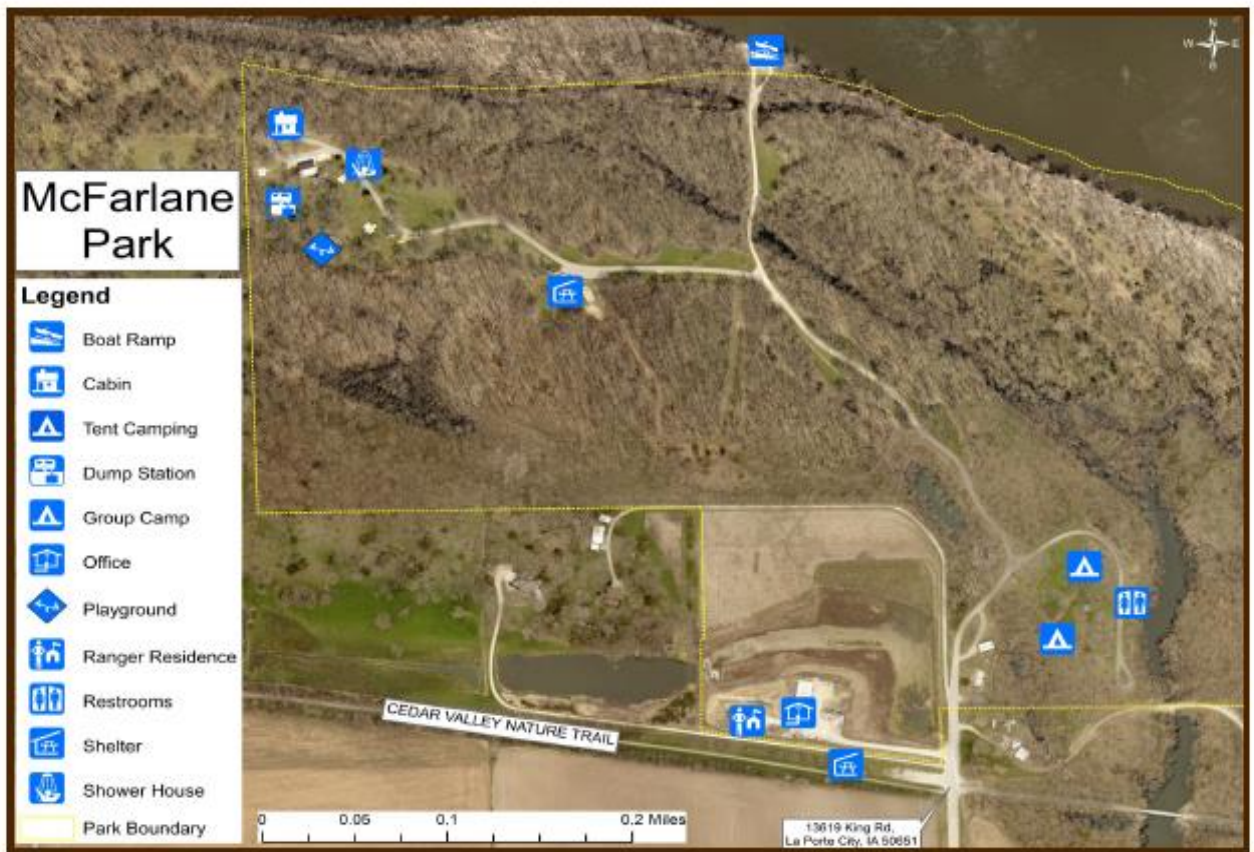 N
W E
S
McFarlane
Park
Legend
Boat Ramp
Cabin
Tent Camping
Dump Station
Group Camp
Office
Playground
Ranger Residence
Restrooms
Shelter
Shower House
Park Boundary
CEDAR VALLEY NATURE TRAIL
0 0.05 0.1 0.2 Miles
13619 King Rd,
La Porte City, IA 50651